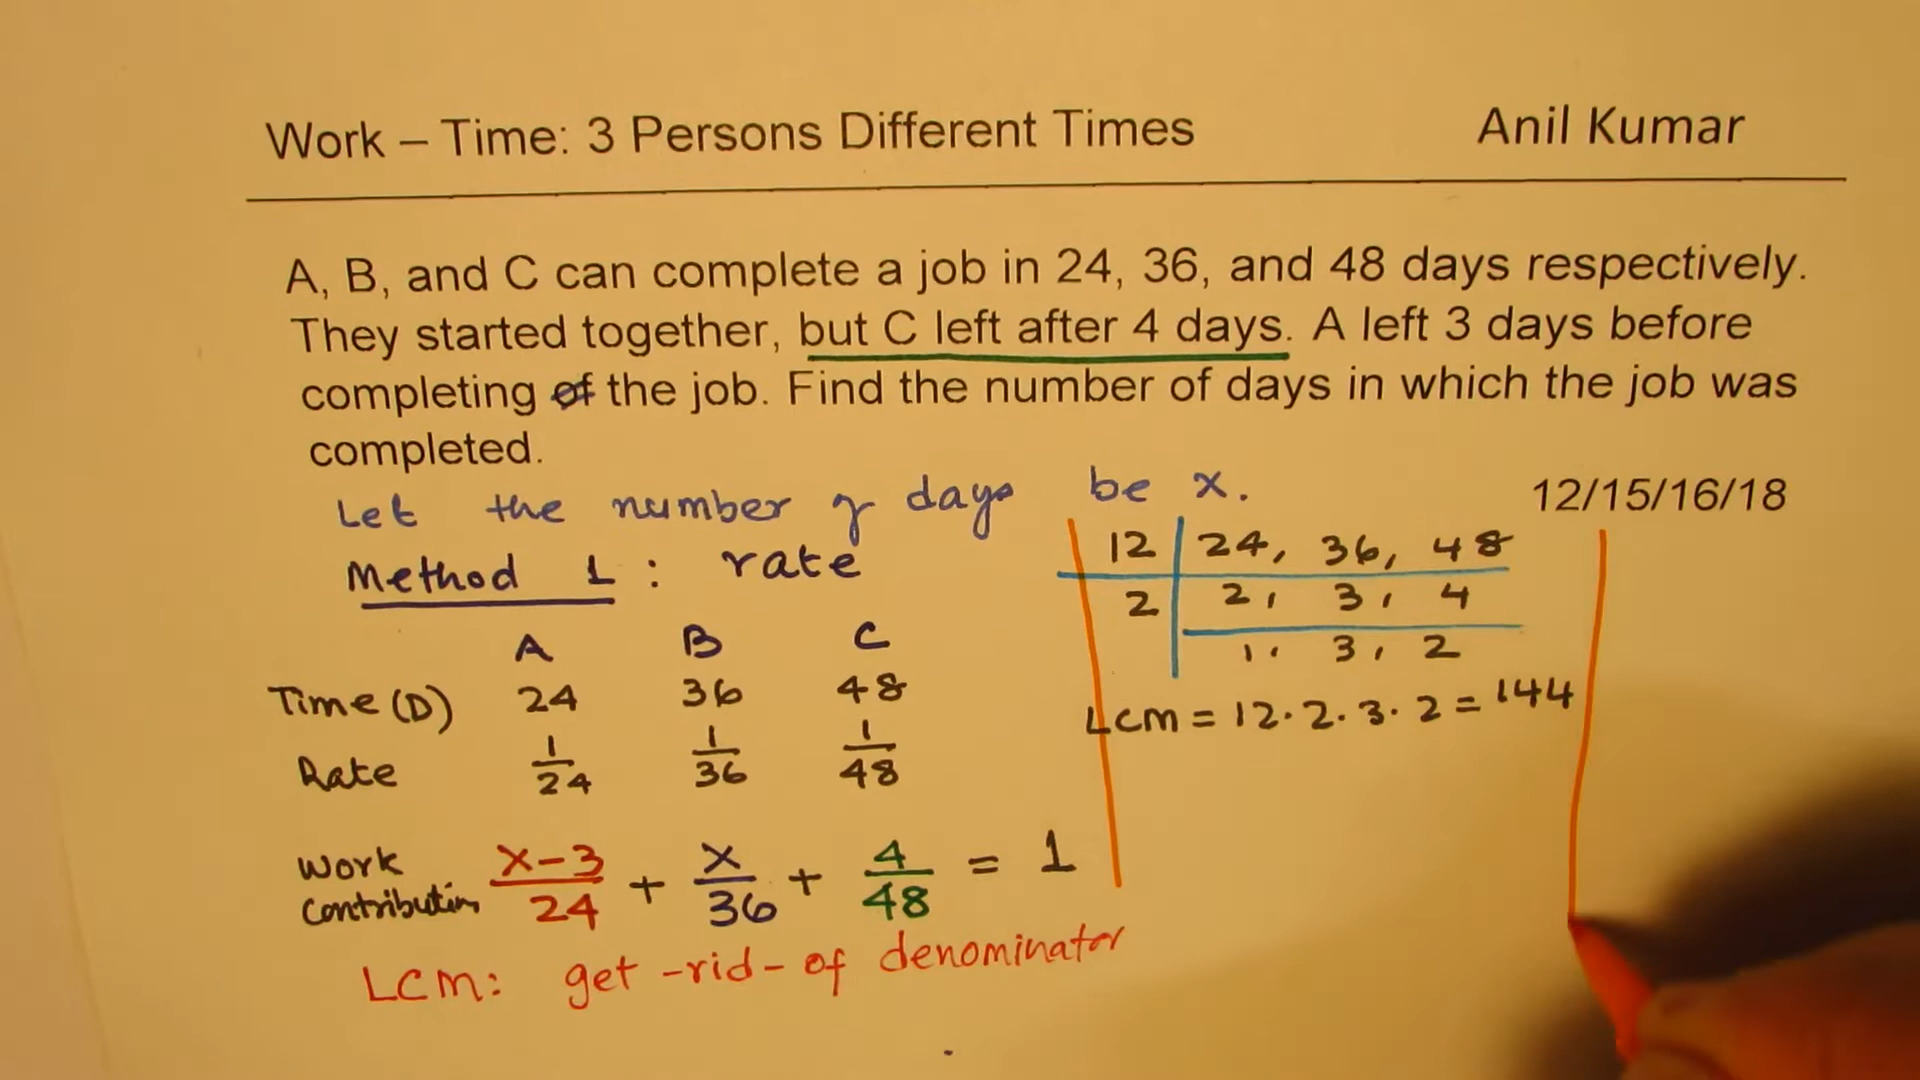 Work – Time: 3 Persons Different Times Anil Kumar
A, B, and C can complete a job in 24, 36, and 48 days respectively.
They started together, but C left after 4 days. A left 3 days before
completing of the job. Find the number of days in which the job was
completed.
12/15/16/18
Let the number of days be x.
Method 1 : rate
A B C
Time (D) 24 36 48
Rate 1/24 1/36 1/48
Work contribution x-3/24 + x/36 + 4/48 = 1
LCM: get -rid- of denominator
12 | 24, 36, 48
2 | 2, 3, 4
1, 3, 2
LCM = 12·2·3·2 = 144